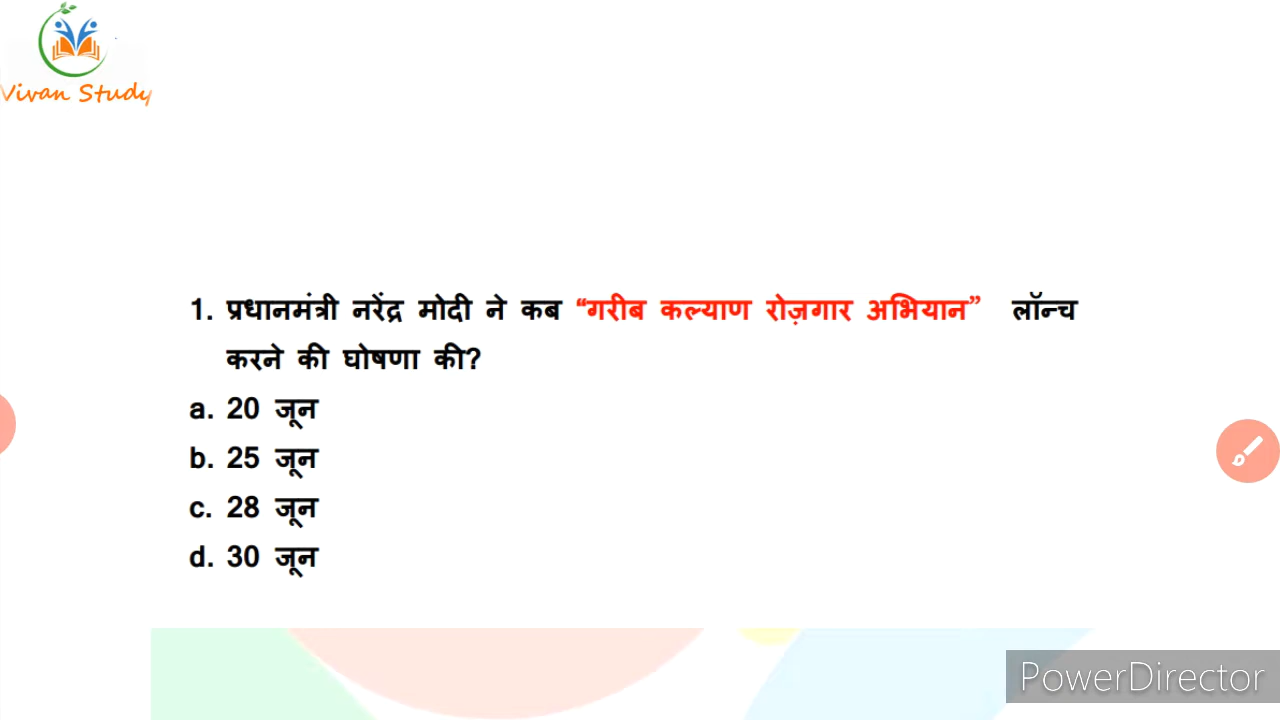 Vivan Study
1. प्रधानमंत्री नरेंद्र मोदी ने कब “गरीब कल्याण रोज़गार अभियान” लॉन्च
करने की घोषणा की?
a. 20 जून
b. 25 जून
c. 28 जून
d. 30 जून
PowerDirector